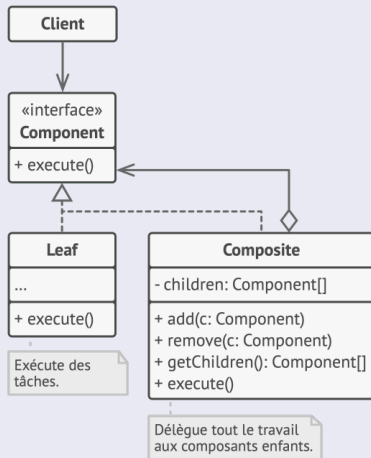 Client
«interface»
Component
+ execute()
Leaf
...
+ execute()
Exécute des
tâches.
Composite
- children: Component[]
+ add(c: Component)
+ remove(c: Component)
+ getChildren(): Component[]
+ execute()
Délègue tout le travail
aux composants enfants.